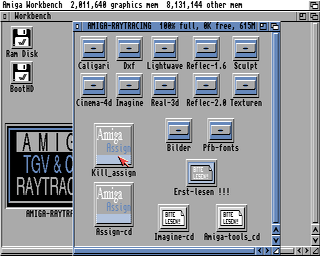 Amiga Workbench 2,011,640 graphics mem 8,131,144 other mem
Workbench
AMIGA-RAYTRACING 100% full, 0K free, 615M
Ram Disk
BootHD
Caligari Dxf Lightwave Reflec-1.6 Sculpt
Cinema-4d Imagine Real-3d Reflec-2.0 Texturen
Amiga
Assign
Kill_assign
Bilder Pfb-fonts
BITTE
LESEN!
Erst-lesen !!!
AMIG
TGV & C
RAYTRAC
AMIGA-RAYTRA
Amiga
Assign
Assign-cd
BITTE
LESEN!
Imagine-cd
BITTE
LESEN!
Amiga-tools_cd